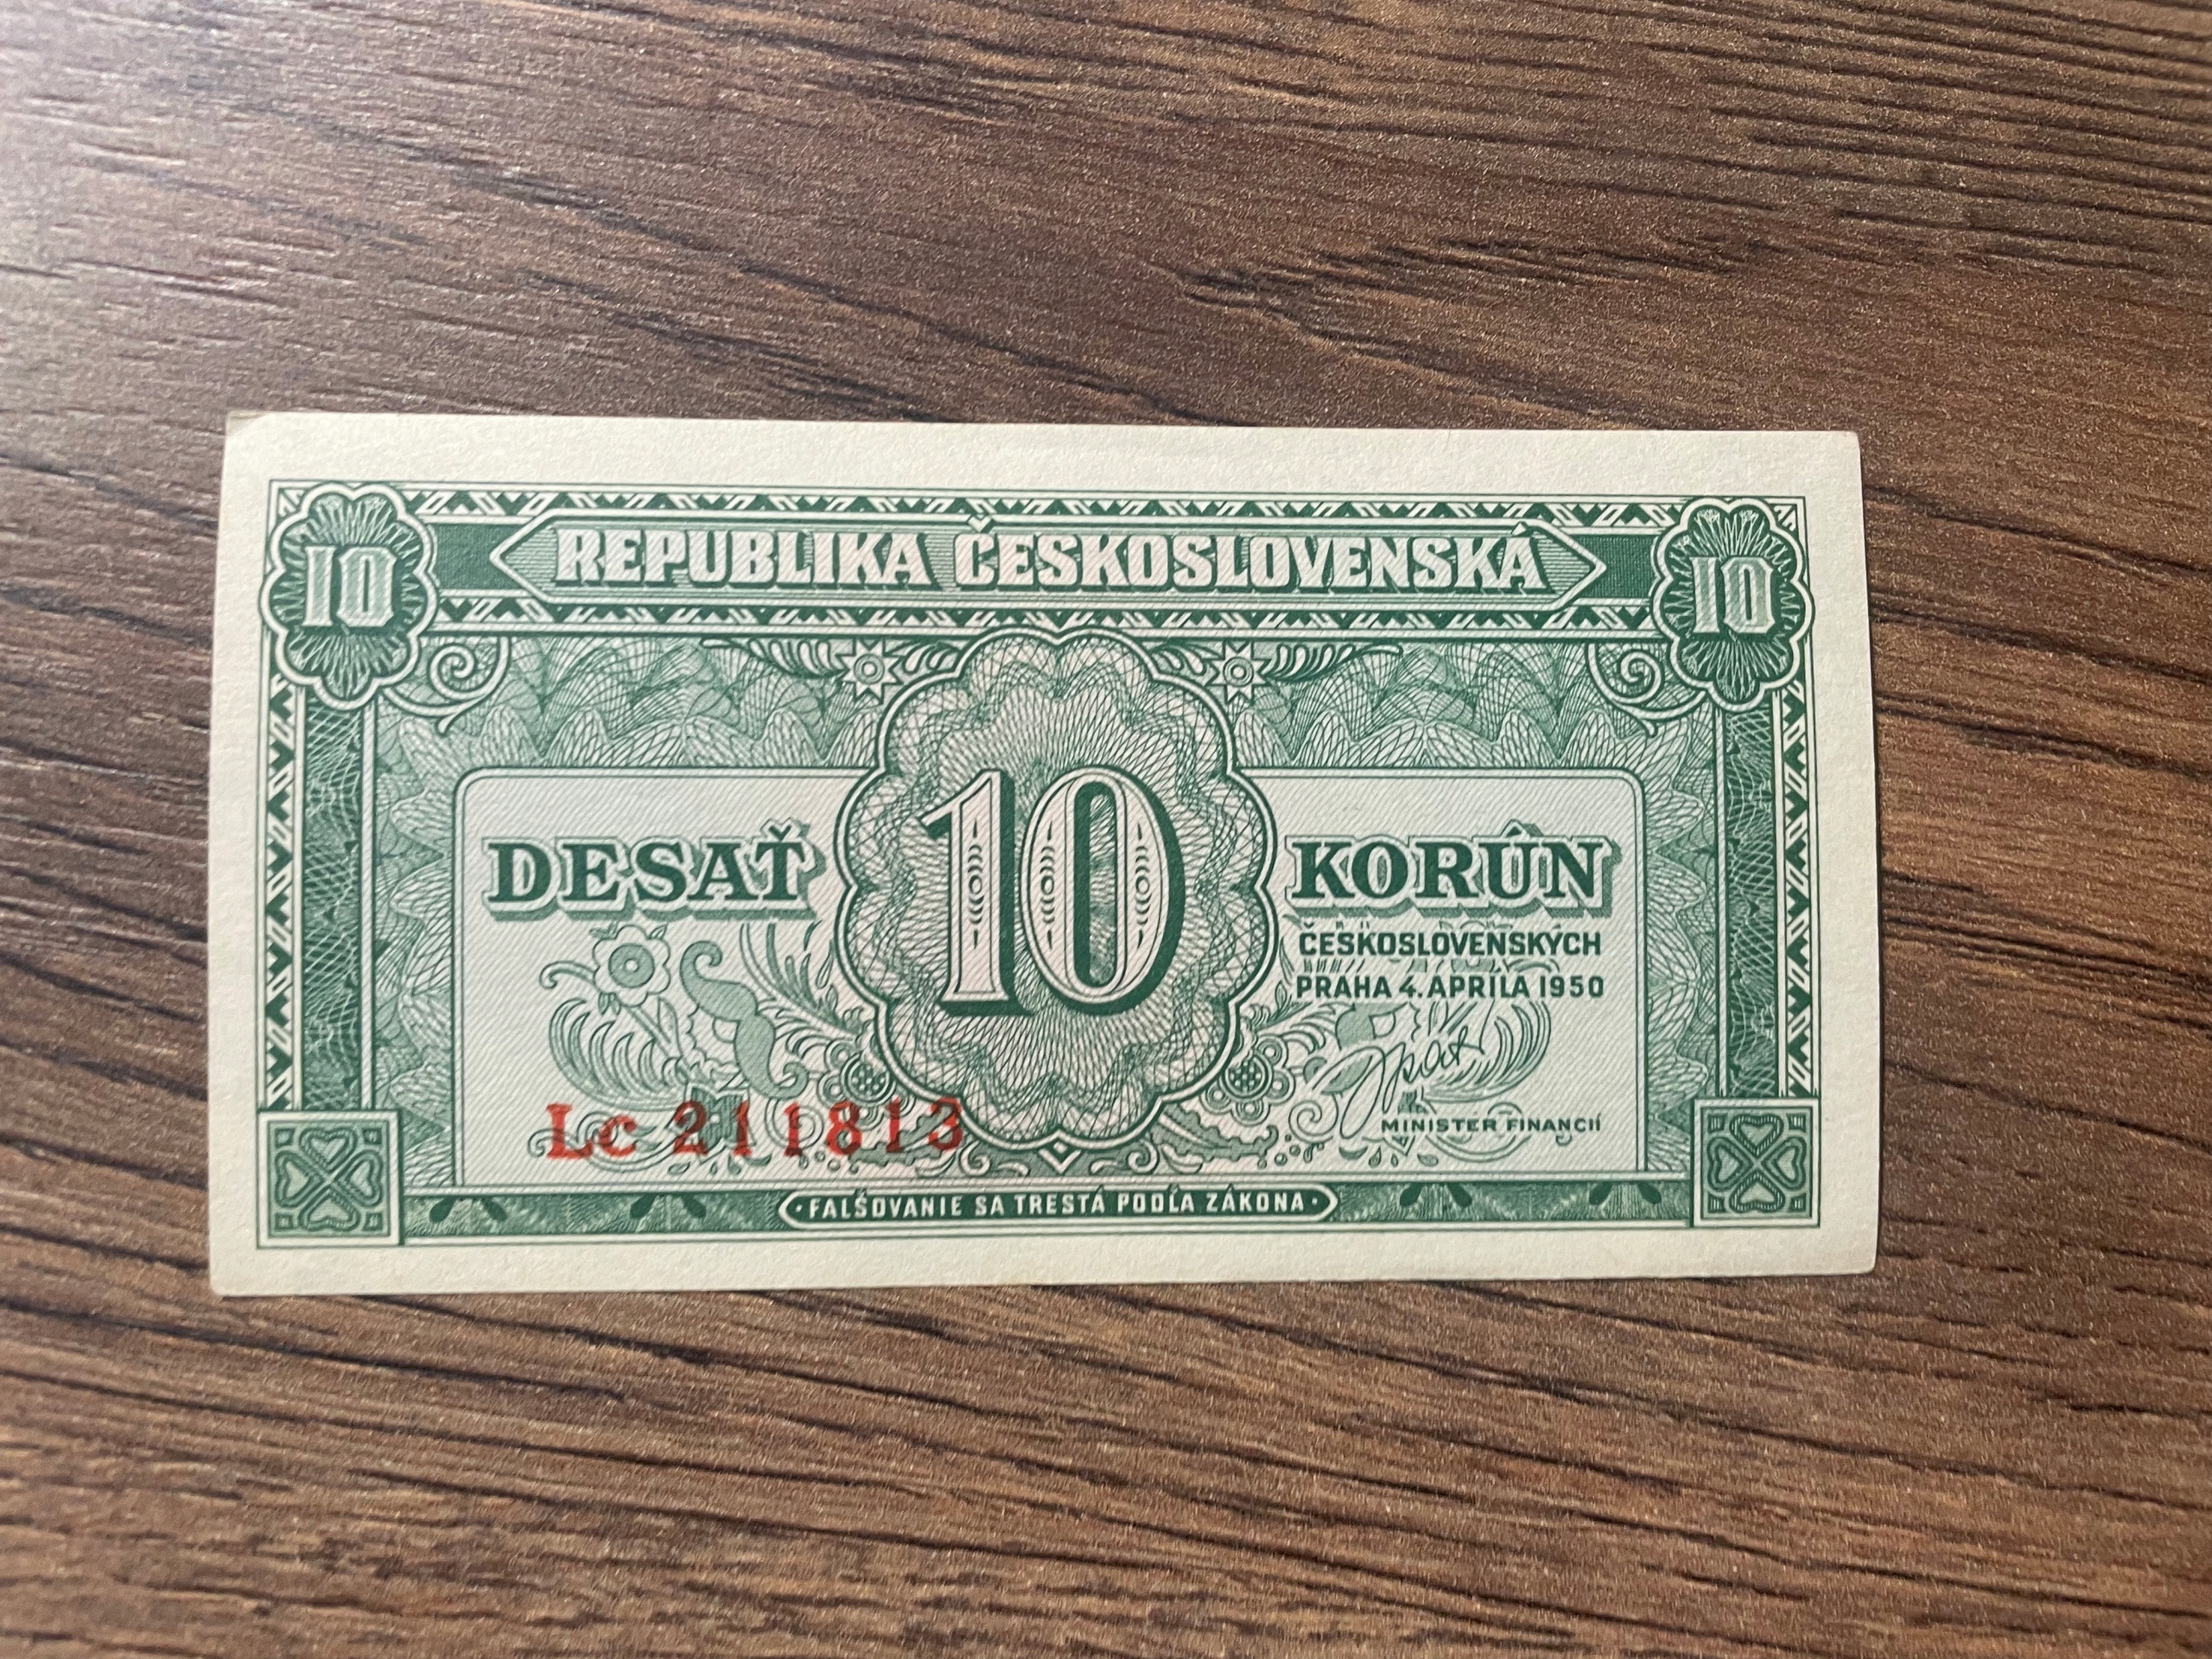 10 REPUBLIKA ČESKOSLOVENSKÁ 10
DESAŤ 10 KORÚN
ČESKOSLOVENSKÝCH
PRAHA 4. APRÍLA 1950
MINISTER FINANCIÍ
Lc 211813
·FALŠOVANIE SA TRESTÁ PODĽA ZÁKONA·